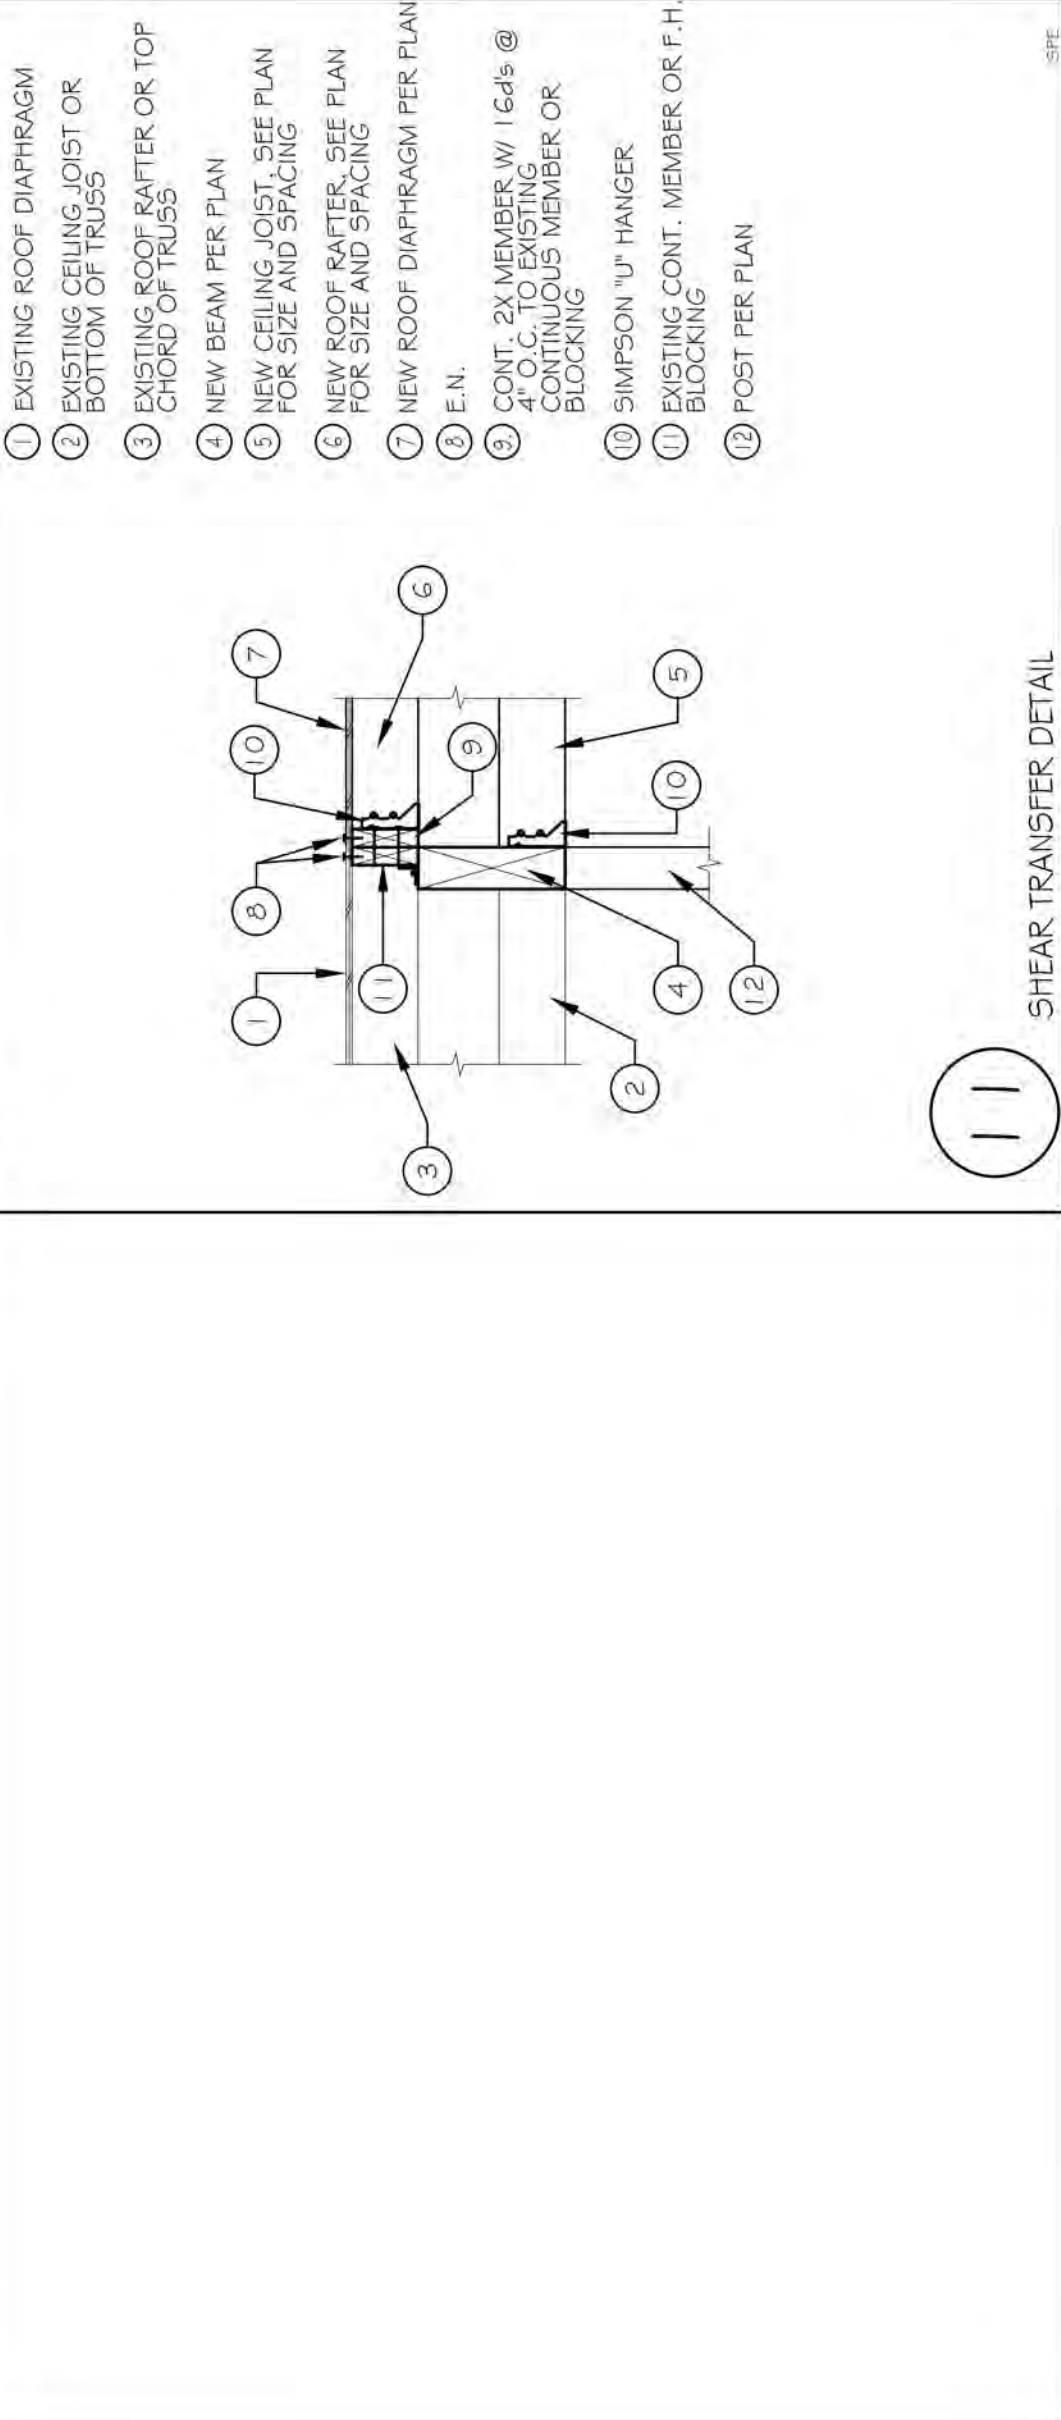 1 EXISTING ROOF DIAPHRAGM
2 EXISTING CEILING JOIST OR
BOTTOM OF TRUSS
3 EXISTING ROOF RAFTER OR TOP
CHORD OF TRUSS
4 NEW BEAM PER PLAN
5 NEW CEILING JOIST, SEE PLAN
FOR SIZE AND SPACING
6 NEW ROOF RAFTER, SEE PLAN
FOR SIZE AND SPACING
7 NEW ROOF DIAPHRAGM PER PLAN
8 E.N.
9. CONT. 2X MEMBER W/ 16d's @
4" O.C. TO EXISTING
CONTINUOUS MEMBER OR
BLOCKING
10 SIMPSON "U" HANGER
11 EXISTING CONT. MEMBER OR F.H.
BLOCKING
12 POST PER PLAN
1
8
10
7
3
11
9
6
2
4
10
5
12
11
SHEAR TRANSFER DETAIL
SPE